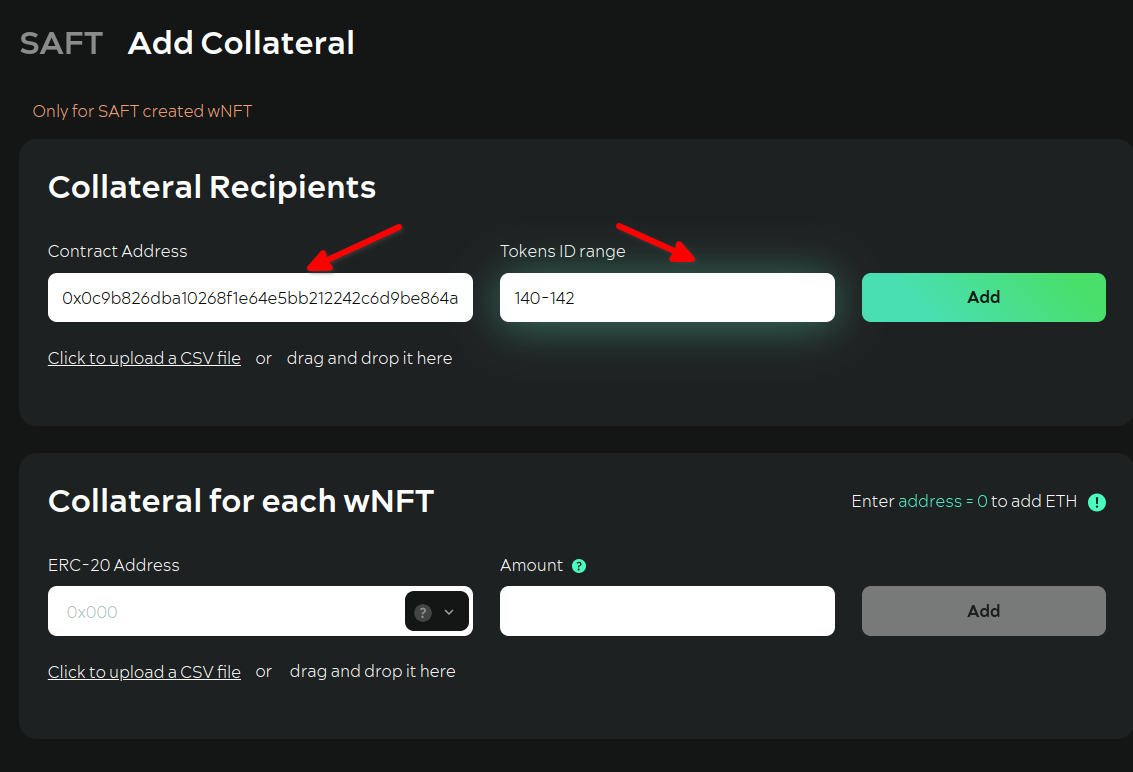 SAFT Add Collateral
Only for SAFT created wNFT
Collateral Recipients
Contract Address Tokens ID range
0x0c9b826dba10268f1e64e5bb212242c6d9be864a 140-142 Add
Click to upload a CSV file or drag and drop it here
Collateral for each wNFT Enter address = 0 to add ETH !
ERC-20 Address Amount ?
0x000 ? Add
Click to upload a CSV file or drag and drop it here